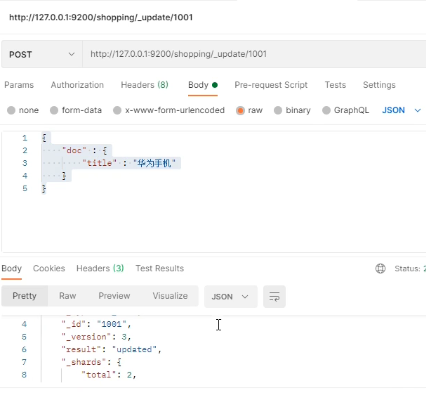 http://127.0.0.1:9200/shopping/_update/1001
POST http://127.0.0.1:9200/shopping/_update/1001
Params Authorization Headers (8) Body Pre-request Script Tests Settings
none form-data x-www-form-urlencoded raw binary GraphQL JSON
1 {
2 "doc" : {
3 "title" : "华为手机"
4 }
5 }
Body Cookies Headers (3) Test Results Status: 2
Pretty Raw Preview Visualize JSON
4 "_id": "1001",
5 "_version": 3,
6 "result": "updated",
7 "_shards": {
8 "total": 2,